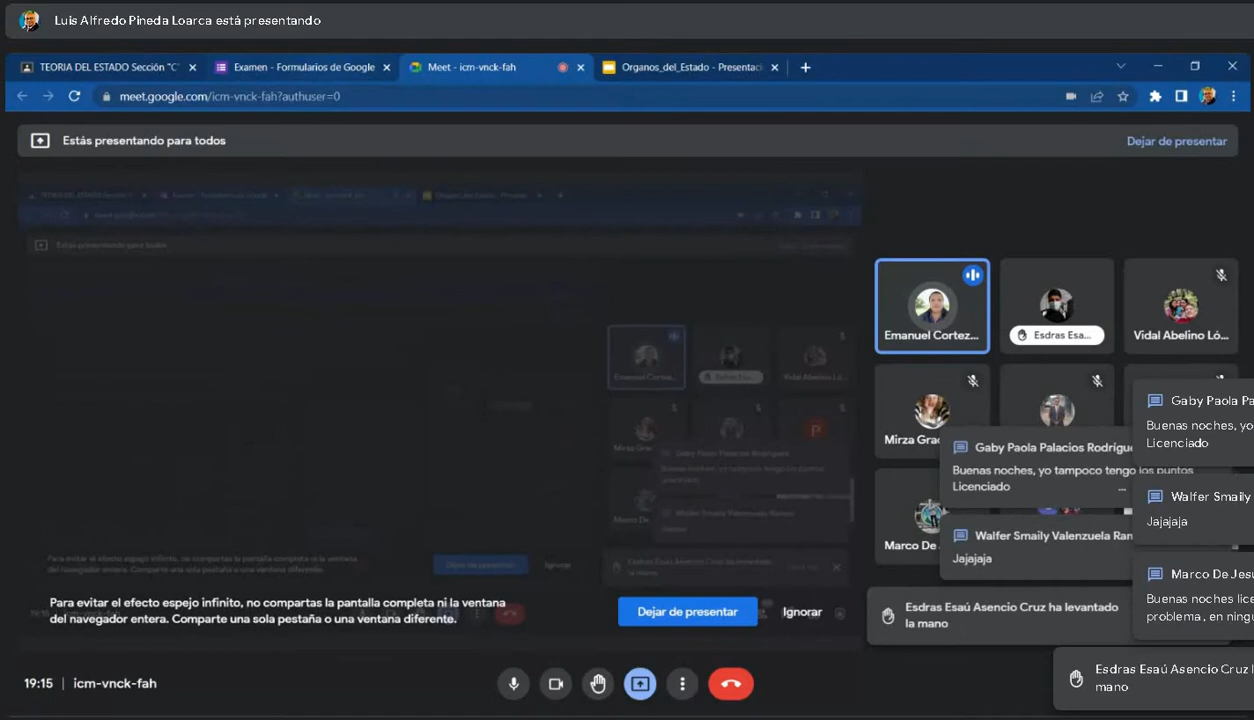 Luis Alfredo Pineda Loarca está presentando
TEORIA DEL ESTADO Sección "C"
Examen - Formularios de Google
Meet - icm-vnck-fah
Organos_del_Estado - Presentaci
meet.google.com/icm-vnck-fah?authuser=0
Estás presentando para todos
Dejar de presentar
Emanuel Cortez...
Esdras Esa...
Vidal Abelino Ló...
Mirza Gra
Marco De
Gaby Paola Palacios Rodrígue
Buenas noches, yo tampoco tengo los puntos
Licenciado
...
Walfer Smaily Valenzuela Ram
Jajajaja
Esdras Esaú Asencio Cruz ha levantado
la mano
Gaby Paola Pa
Buenas noches, yo
Licenciado
Walfer Smaily
Jajajaja
Marco De Jesu
Buenas noches lice
problema , en ningu
Esdras Esaú Asencio Cruz
mano
Para evitar el efecto espejo infinito, no compartas la pantalla completa ni la ventana
del navegador entera. Comparte una sola pestaña o una ventana diferente.
Dejar de presentar
Ignorar
19:15 | icm-vnck-fah